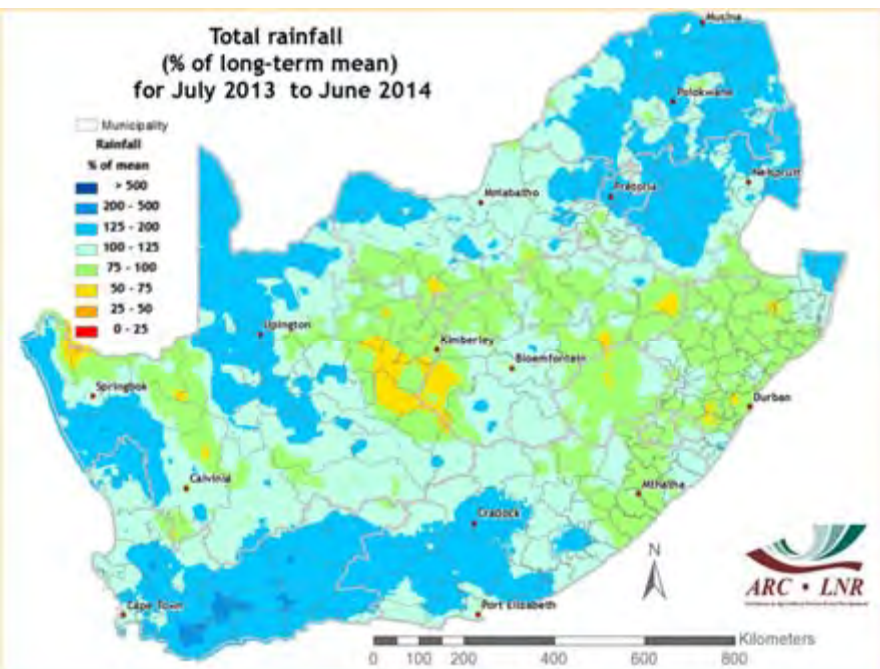 Total rainfall
(% of long-term mean)
for July 2013 to June 2014
Municipality
Rainfall
% of mean
> 500
200 - 500
125 - 200
100 - 125
75 - 100
50 - 75
25 - 50
0 - 25
Musina
Polokwane
Nelspruit
Pretoria
Mmabatho
Upington
Kimberley
Bloemfontein
Springbok
Durban
Calvinia
Mthatha
Cradock
Cape Town
Port Elizabeth
N
ARC • LNR
Kilometers
0 100 200 400 600 800